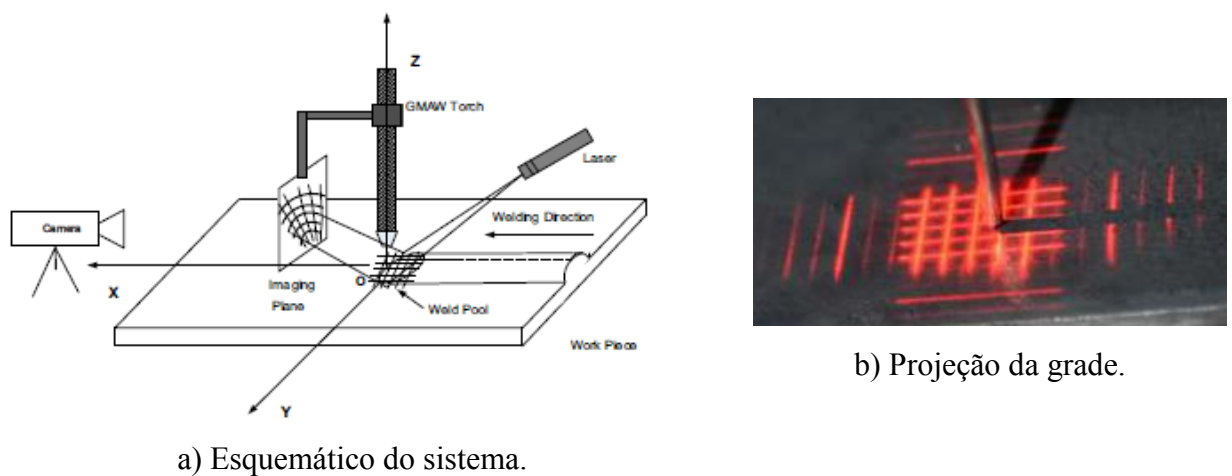 Z
GMAW Torch
Laser
Welding Direction
Camera
X
Imaging
Plane
O
Weld Pool
Work Piece
Y
a) Esquemático do sistema.
b) Projeção da grade.